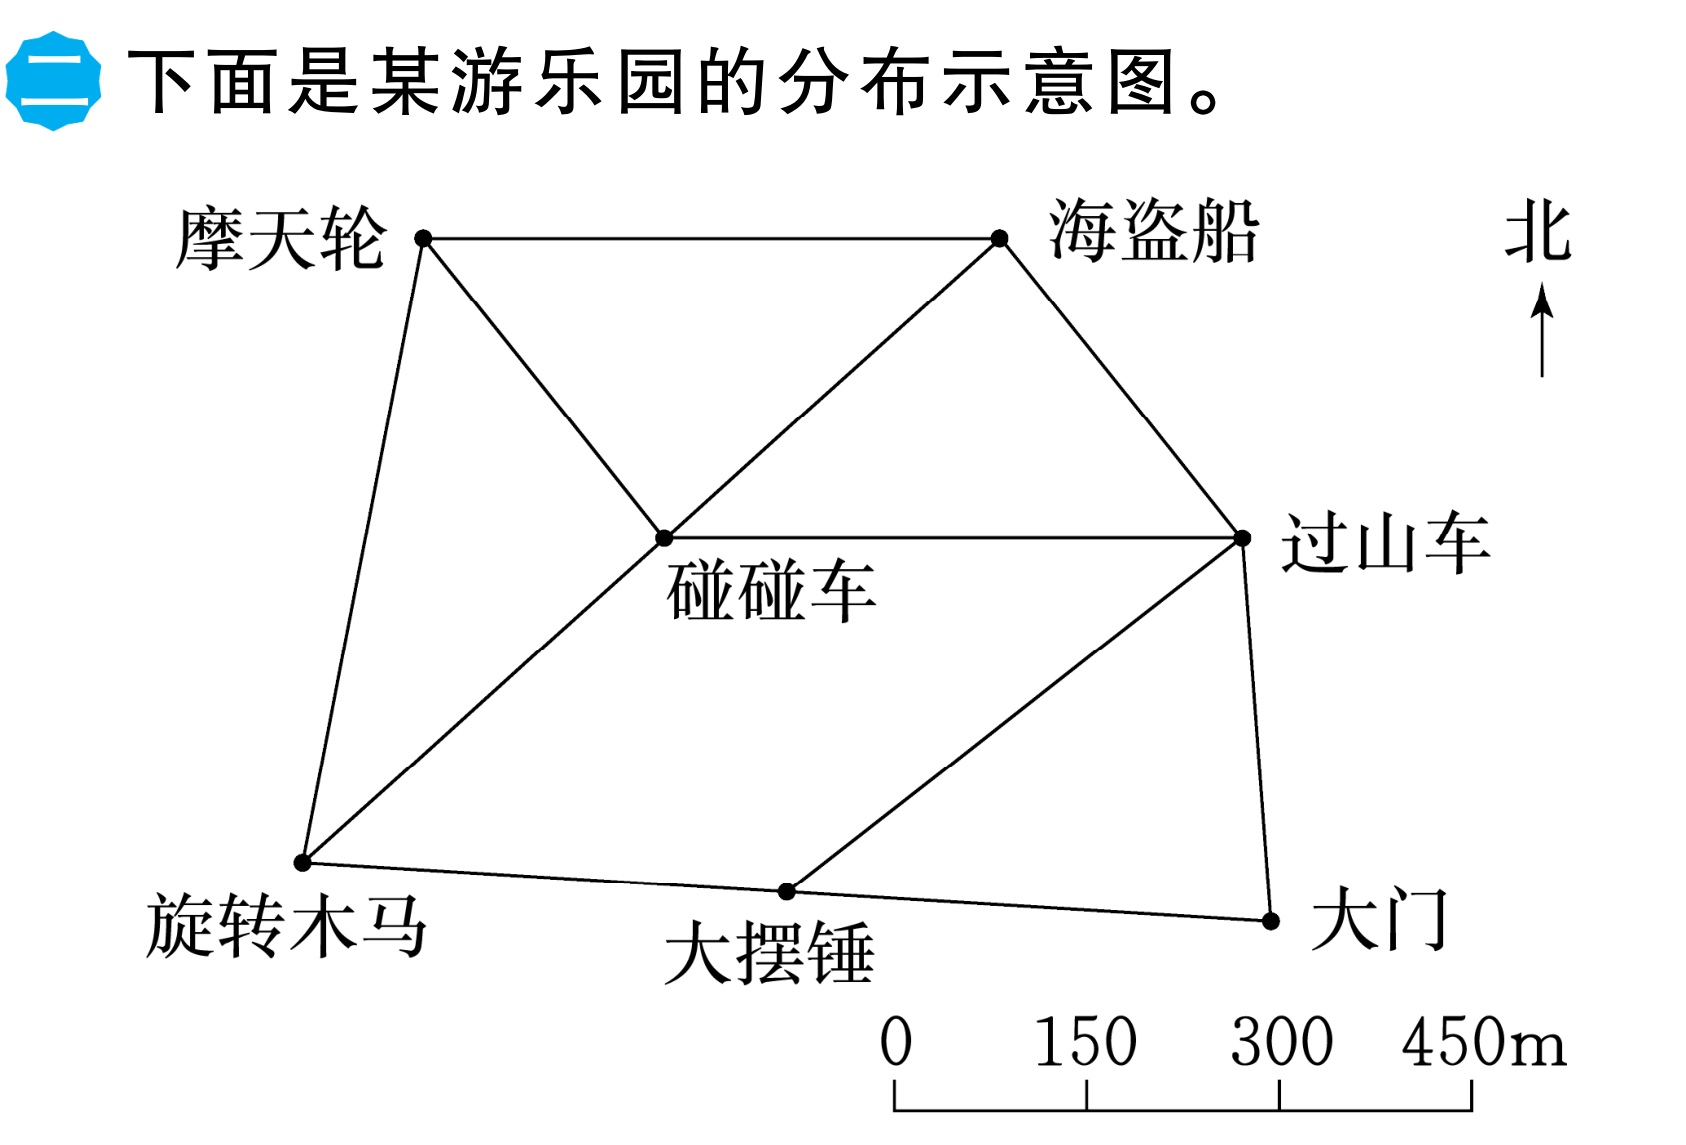 二 下面是某游乐园的分布示意图。
摩天轮 海盗船 北
碰碰车 过山车
旋转木马 大摆锤 大门
0 150 300 450m